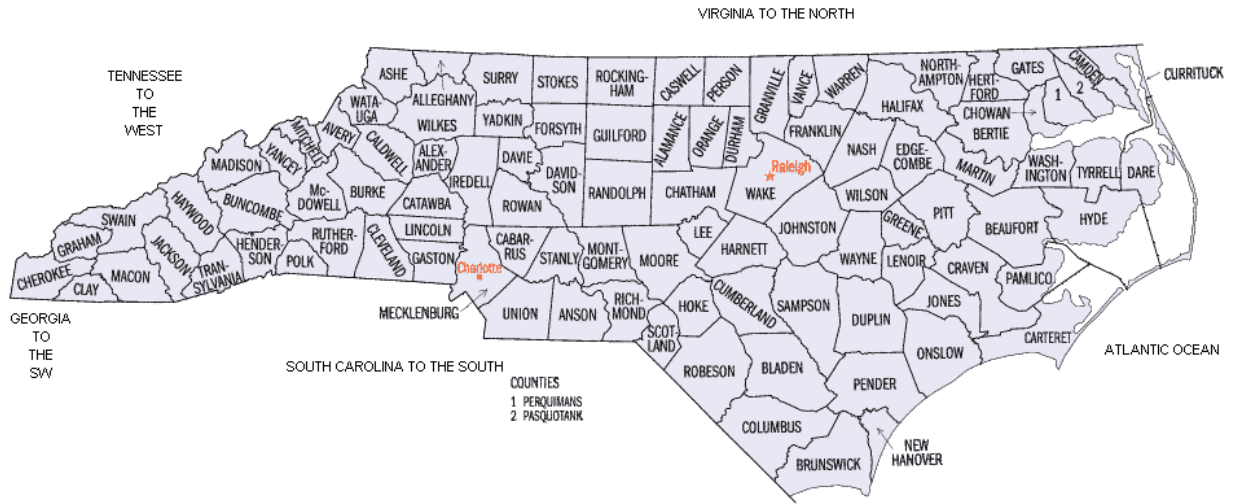 VIRGINIA TO THE NORTH
TENNESSEE
TO
THE
WEST
ASHE
ALLEGHANY
SURRY
STOKES
ROCKING-
HAM
CASWELL
PERSON
GRANVILLE
VANCE
WARREN
NORTH-
AMPTON
HERT-
FORD
GATES
CAMDEN
CURRITUCK
1
2
WATA-
UGA
WILKES
YADKIN
FORSYTH
GUILFORD
ALAMANCE
ORANGE
DURHAM
FRANKLIN
HALIFAX
CHOWAN
BERTIE
MITCHELL
AVERY
CALDWELL
ALEX-
ANDER
IREDELL
DAVIE
DAVID-
SON
RANDOLPH
CHATHAM
Raleigh
WAKE
NASH
EDGE-
COMBE
MARTIN
WASH-
INGTON
TYRRELL
DARE
MADISON
YANCEY
Mc-
DOWELL
BURKE
CATAWBA
ROWAN
WILSON
PITT
BEAUFORT
HYDE
SWAIN
HAYWOOD
BUNCOMBE
RUTHER-
FORD
CLEVELAND
LINCOLN
GASTON
CABAR-
RUS
STANLY
MONT-
GOMERY
MOORE
LEE
HARNETT
JOHNSTON
GREENE
WAYNE
LENOIR
CRAVEN
PAMLICO
GRAHAM
CHEROKEE
CLAY
MACON
JACKSON
TRAN-
SYLVANIA
HENDER-
SON
POLK
Charlotte
MECKLENBURG
UNION
ANSON
RICH-
MOND
SCOT-
LAND
HOKE
CUMBERLAND
SAMPSON
DUPLIN
JONES
ONSLOW
CARTERET
GEORGIA
TO
THE
SW
SOUTH CAROLINA TO THE SOUTH
ATLANTIC OCEAN
ROBESON
BLADEN
PENDER
COLUMBUS
BRUNSWICK
NEW
HANOVER
COUNTIES
1 PERQUIMANS
2 PASQUOTANK